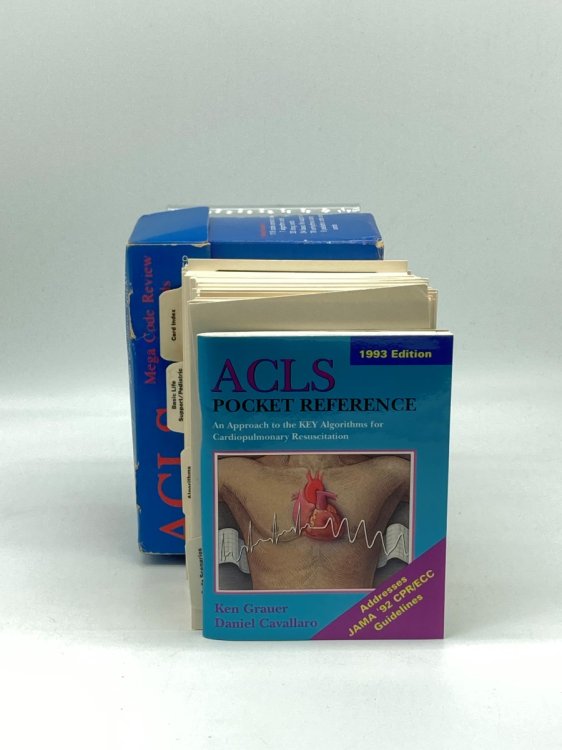 Mega Code Review
ACLS
Card Index
Basic Life
Support/Pediatric
Algorithms
Scenarios
1993 Edition
ACLS
POCKET REFERENCE
An Approach to the KEY Algorithms for
Cardiopulmonary Resuscitation
Ken Grauer
Daniel Cavallaro
Addresses
JAMA '92 CPR/ECC
Guidelines